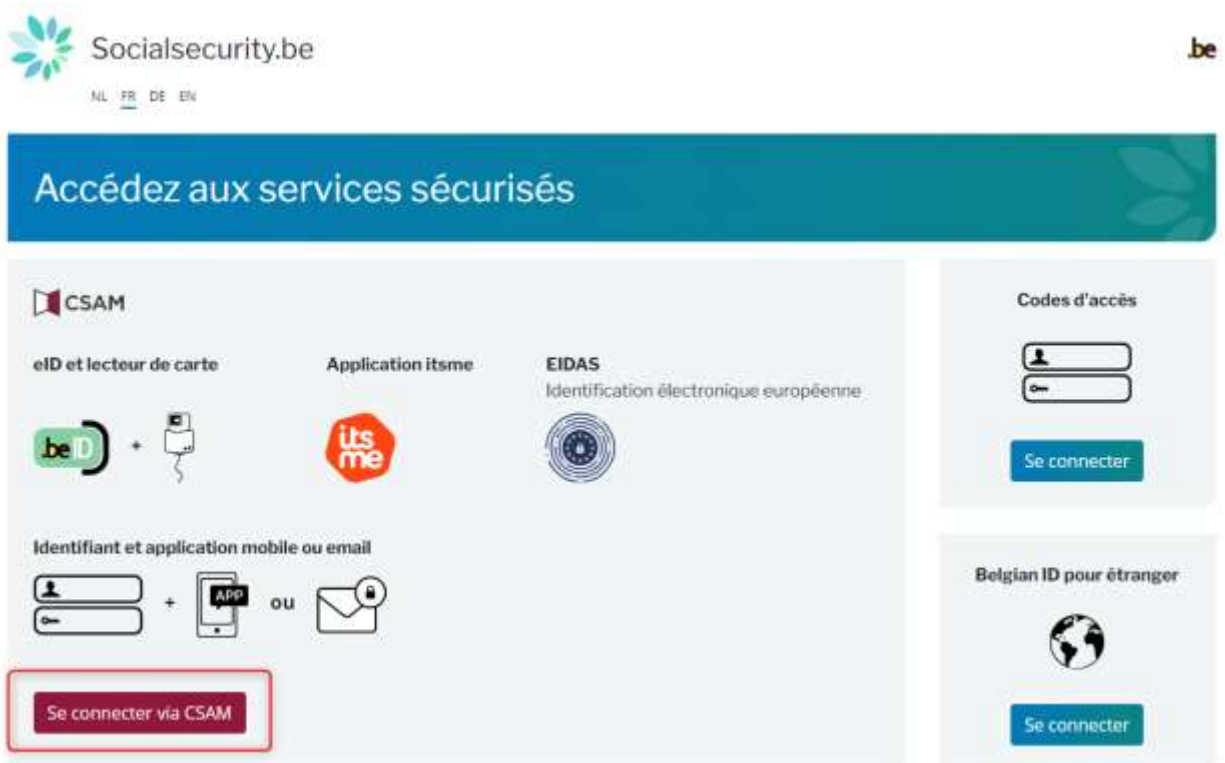 Socialsecurity.be
.be
NL FR DE EN
Accédez aux services sécurisés
CSAM
eID et lecteur de carte
Application itsme
EIDAS
Identification électronique européenne
.beID
+
itsme
Identifiant et application mobile ou email
+
APP
ou
Se connecter via CSAM
Codes d'accès
Se connecter
Belgian ID pour étranger
Se connecter